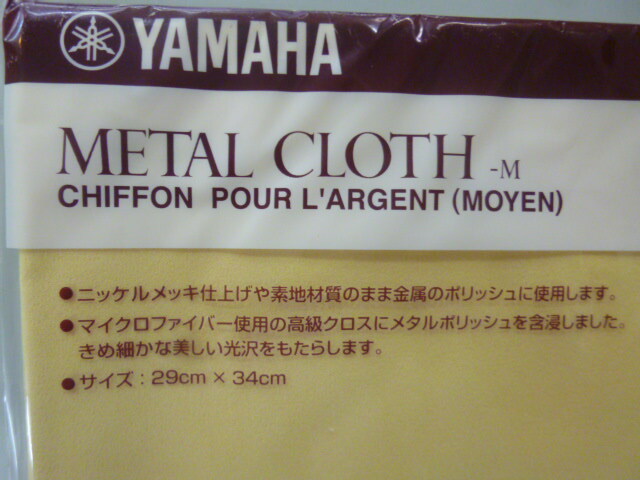 YAMAHA
METAL CLOTH -M
CHIFFON POUR L'ARGENT (MOYEN)
●ニッケルメッキ仕上げや素地材質のまま金属のポリッシュに使用します。
●マイクロファイバー使用の高級クロスにメタルポリッシュを含浸しました。
きめ細かな美しい光沢をもたらします。
●サイズ：29cm×34cm